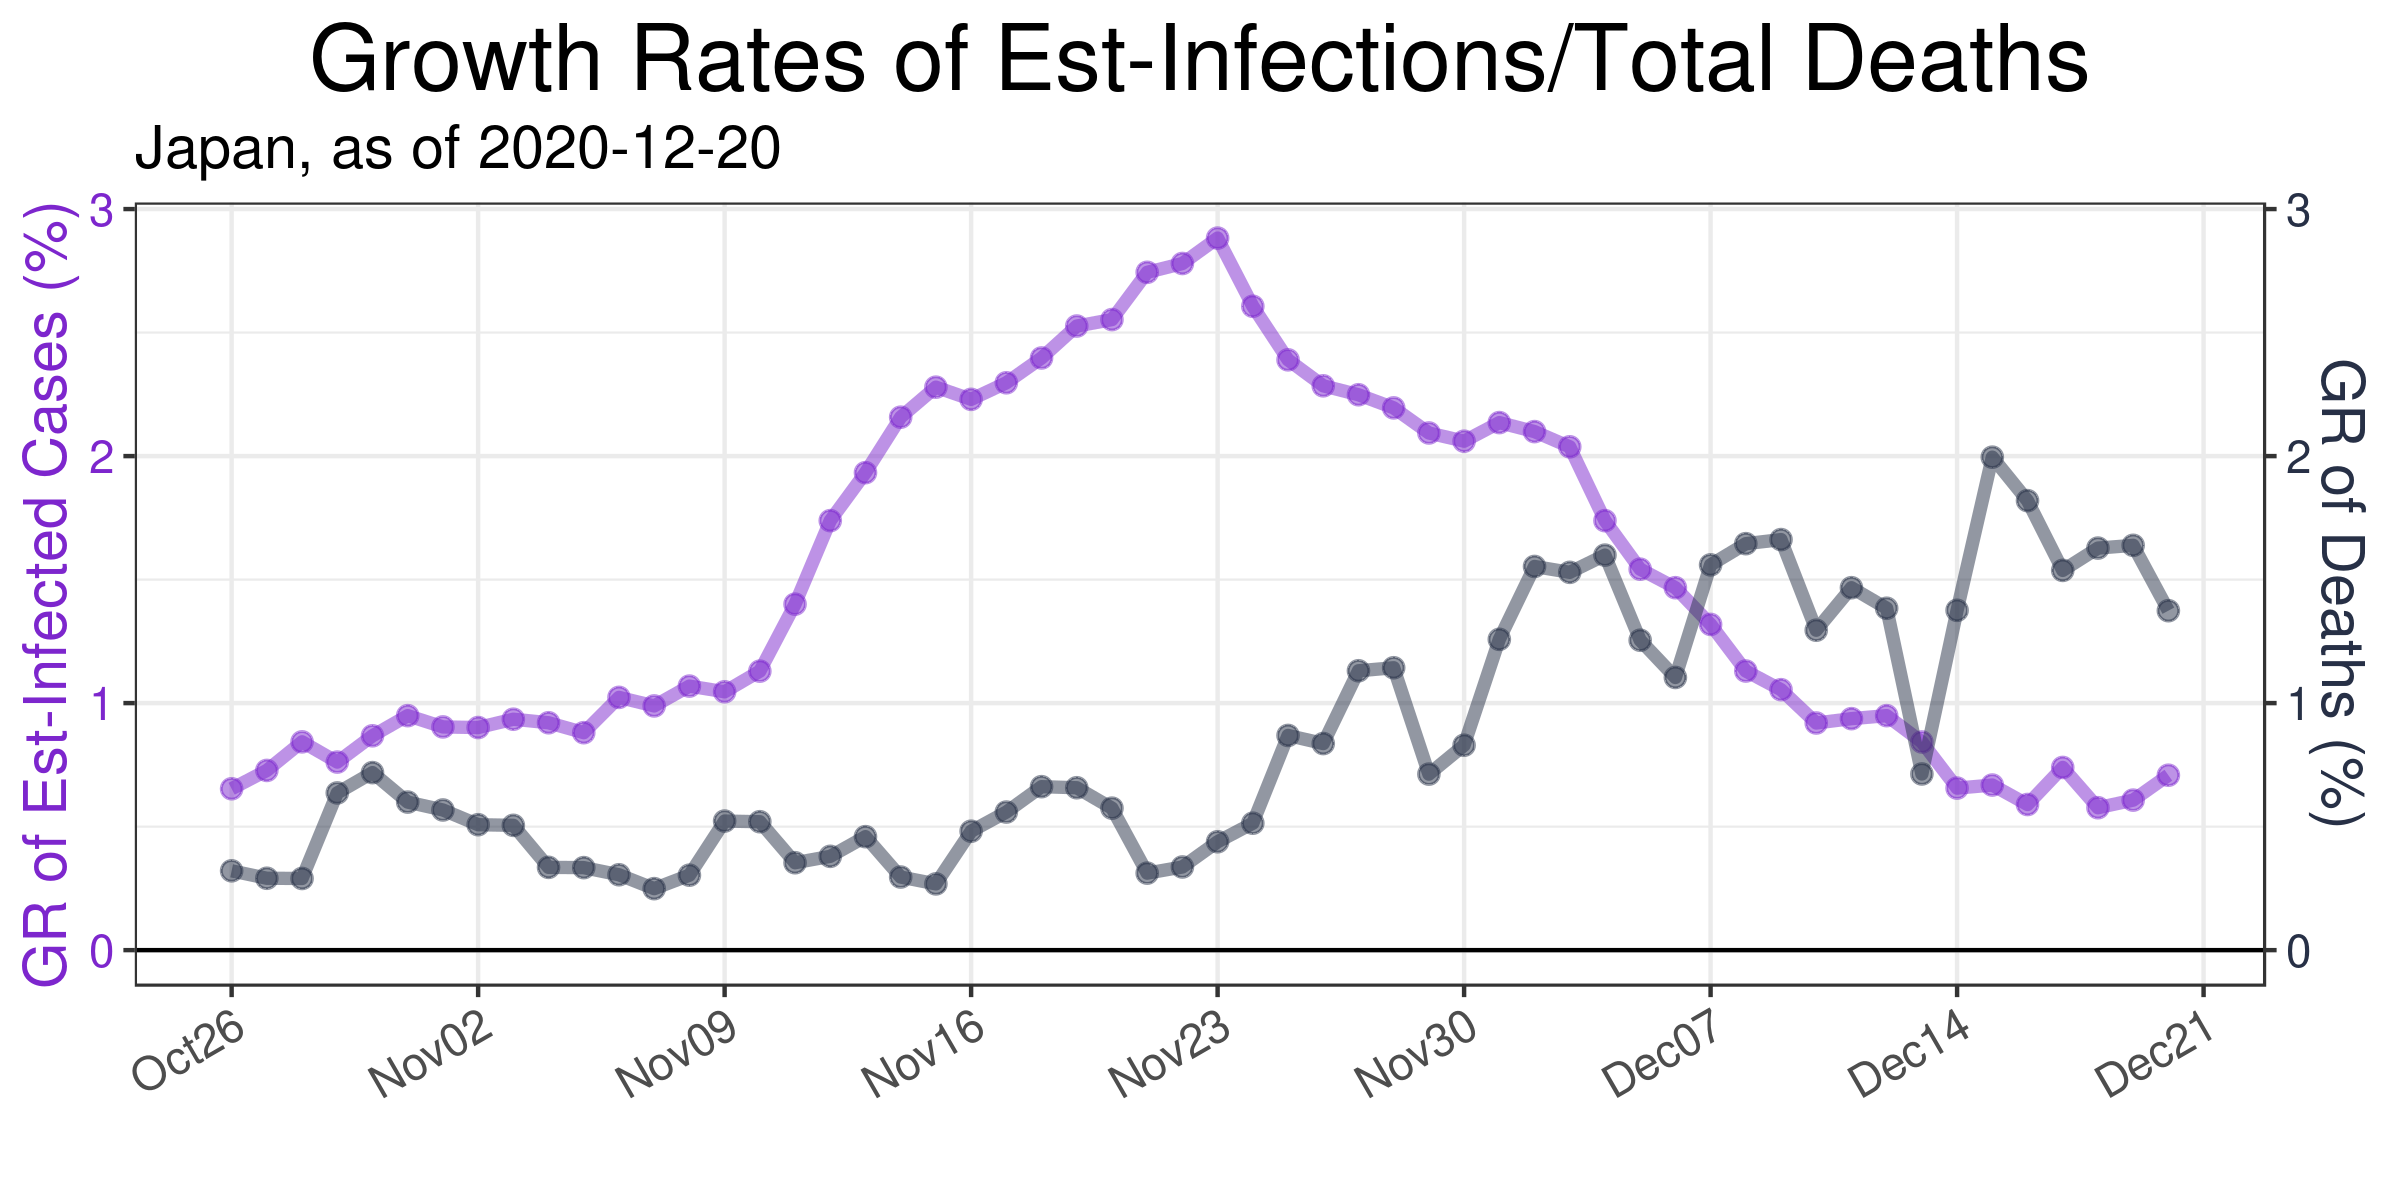 Growth Rates of Est-Infections/Total Deaths
Japan, as of 2020-12-20
GR of Est-Infected Cases (%)
3
2
1
0
3
2
1
0
GR of Deaths (%)
Oct26
Nov02
Nov09
Nov16
Nov23
Nov30
Dec07
Dec14
Dec21